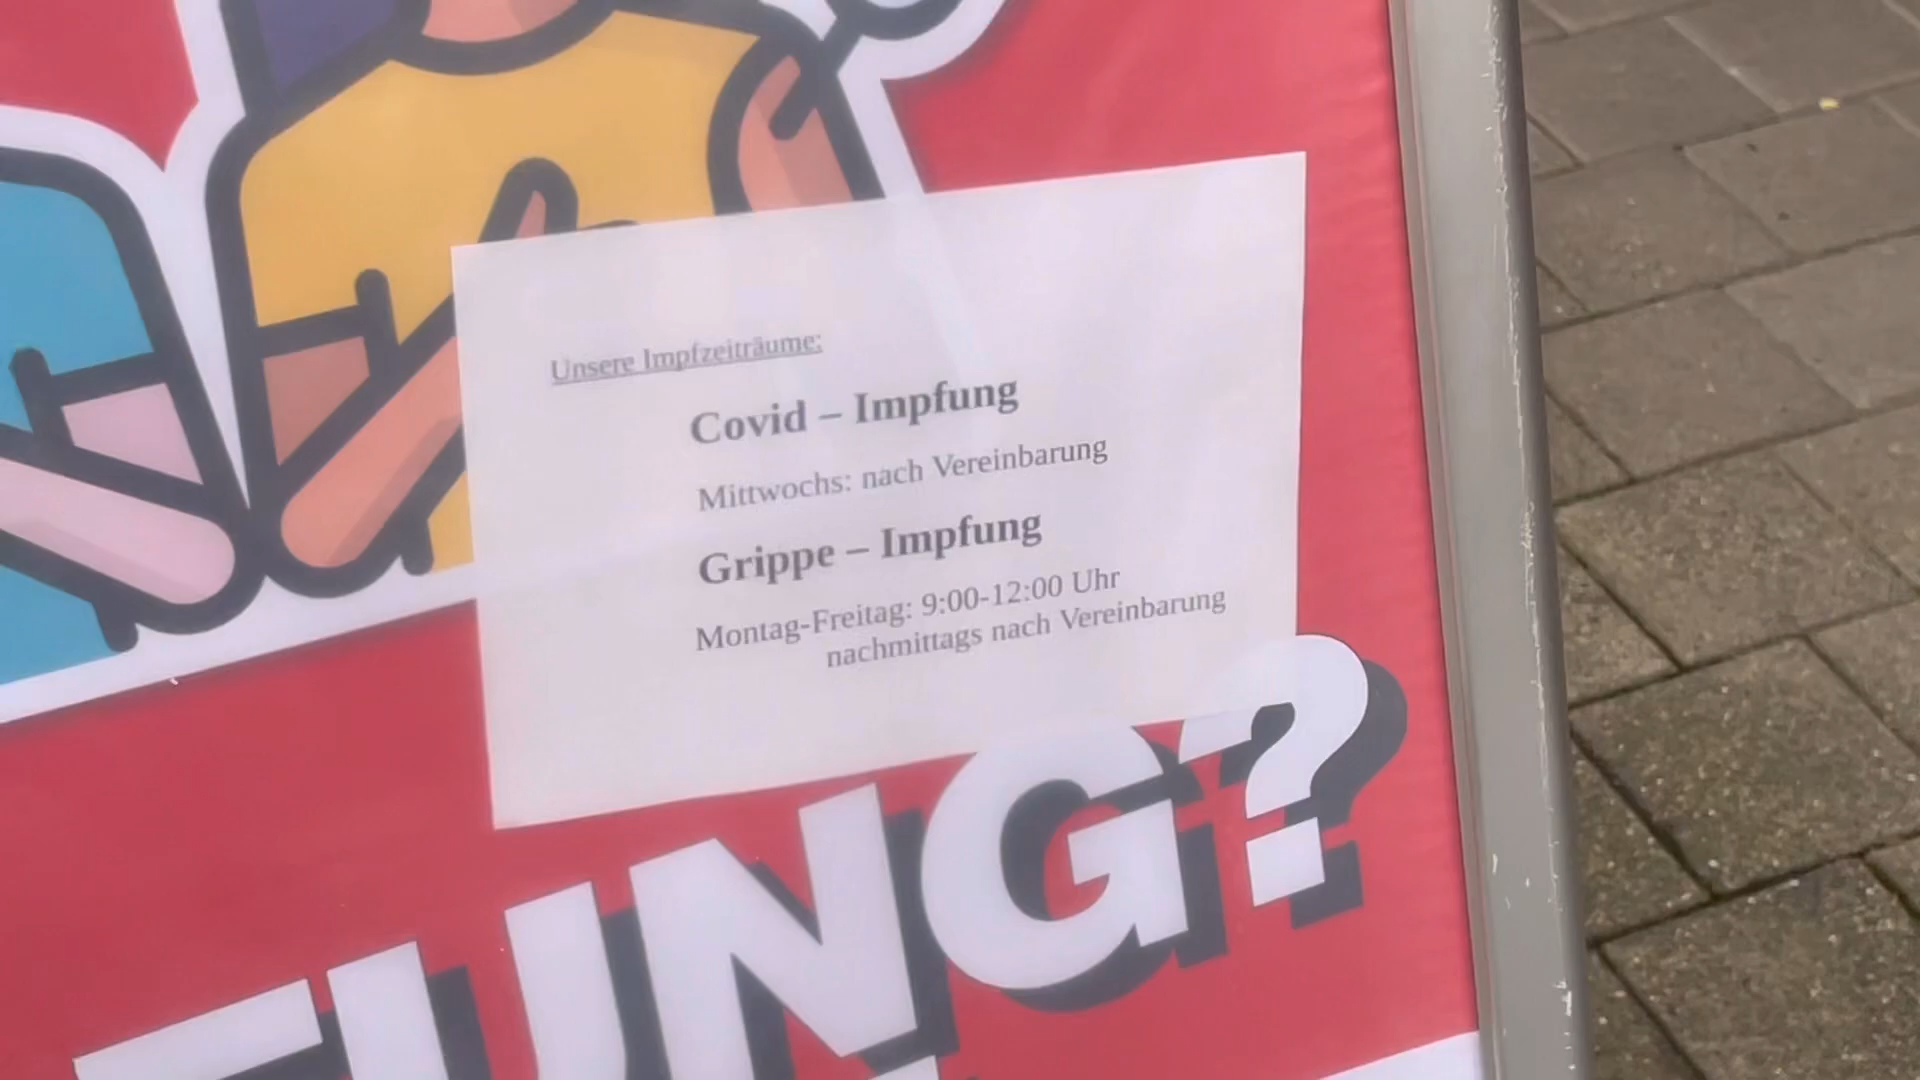 Unsere Impfzeiträume:
Covid – Impfung
Mittwochs: nach Vereinbarung
Grippe – Impfung
Montag-Freitag: 9:00-12:00 Uhr
nachmittags nach Vereinbarung
FUNG?